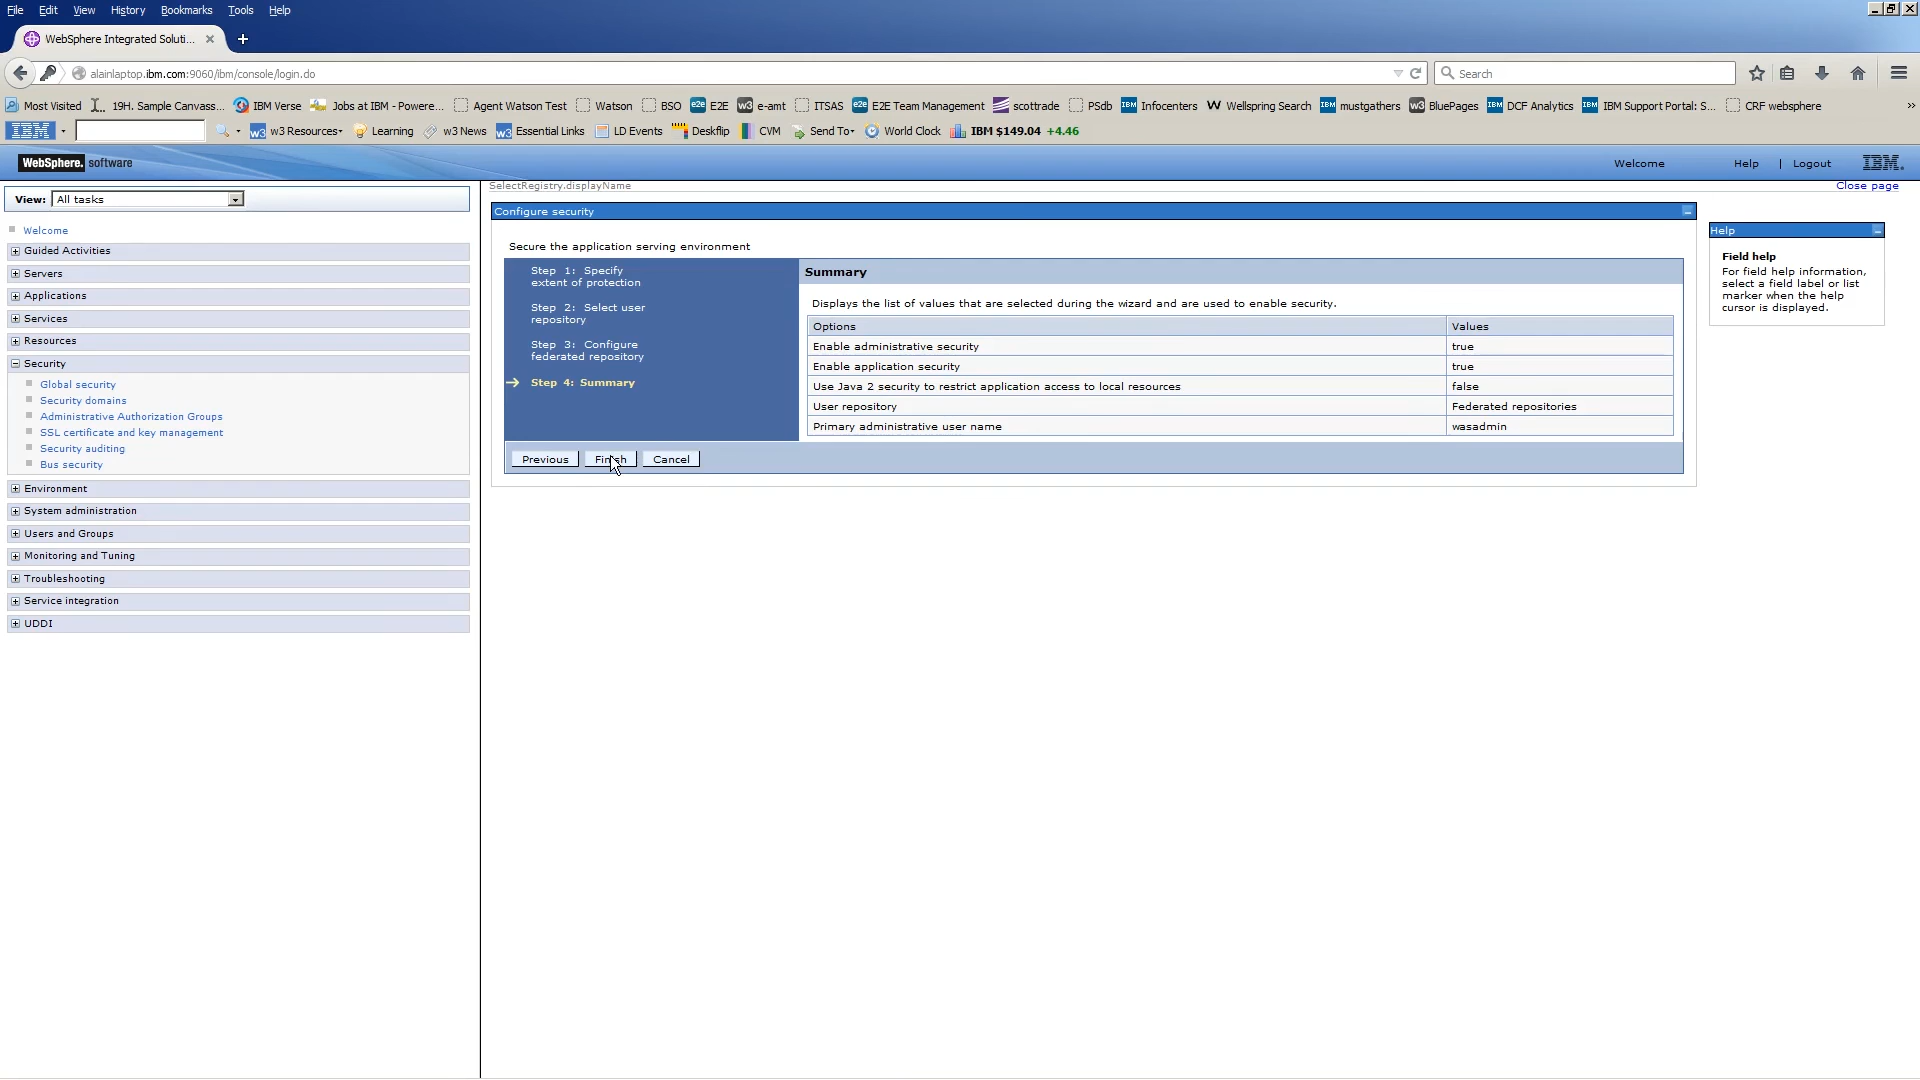 File Edit View History Bookmarks Tools Help
WebSphere Integrated Soluti...
alainlaptop.ibm.com:9060/ibm/console/login.do
Search
Most Visited 19H. Sample Canvass... IBM Verse Jobs at IBM - Powere... Agent Watson Test Watson BSO E2E e-amt ITSAS E2E Team Management scottrade PSdb Infocenters Wellspring Search mustgathers BluePages DCF Analytics IBM Support Portal: S... CRF websphere »
IBM w3 Resources Learning w3 News Essential Links LD Events Deskflip CVM Send To World Clock IBM $149.04 +4.46
WebSphere. software
Welcome Help | Logout IBM.
View: All tasks
Welcome
Guided Activities
Servers
Applications
Services
Resources
Security
Global security
Security domains
Administrative Authorization Groups
SSL certificate and key management
Security auditing
Bus security
Environment
System administration
Users and Groups
Monitoring and Tuning
Troubleshooting
Service integration
UDDI
SelectRegistry.displayName
Close page
Configure security
Secure the application serving environment
Step 1: Specify
extent of protection
Step 2: Select user
repository
Step 3: Configure
federated repository
Step 4: Summary
Summary
Displays the list of values that are selected during the wizard and are used to enable security.
Options Values
Enable administrative security true
Enable application security true
Use Java 2 security to restrict application access to local resources false
User repository Federated repositories
Primary administrative user name wasadmin
Previous Finish Cancel
Help
Field help
For field help information,
select a field label or list
marker when the help
cursor is displayed.